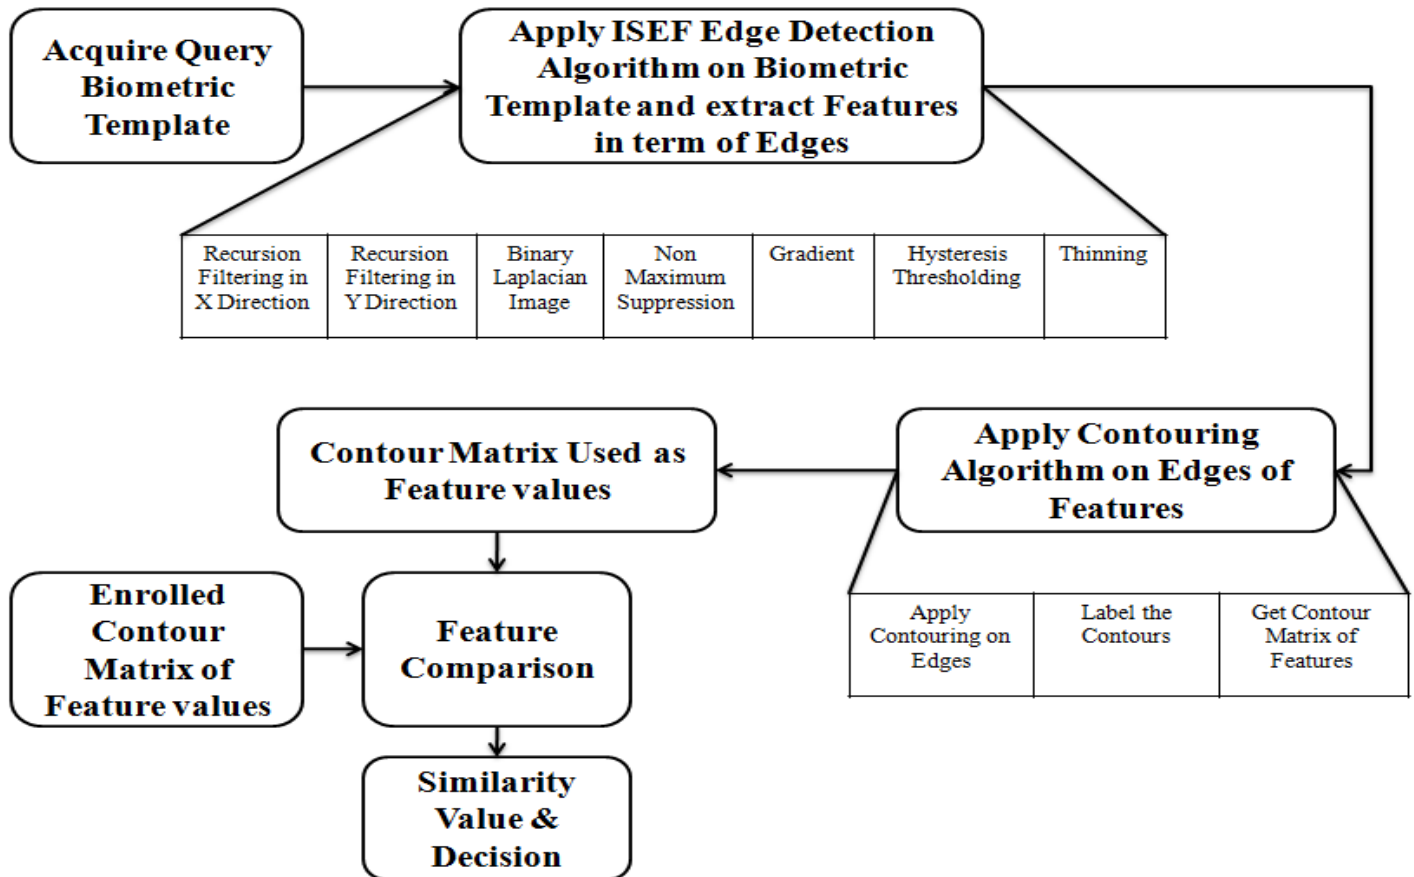 Acquire Query
Biometric
Template
Apply ISEF Edge Detection
Algorithm on Biometric
Template and extract Features
in term of Edges
Recursion
Filtering in
X Direction
Recursion
Filtering in
Y Direction
Binary
Laplacian
Image
Non
Maximum
Suppression
Gradient
Hysteresis
Thresholding
Thinning
Apply Contouring
Algorithm on Edges of
Features
Apply
Contouring on
Edges
Label the
Contours
Get Contour
Matrix of
Features
Contour Matrix Used as
Feature values
Enrolled
Contour
Matrix of
Feature values
Feature
Comparison
Similarity
Value &
Decision